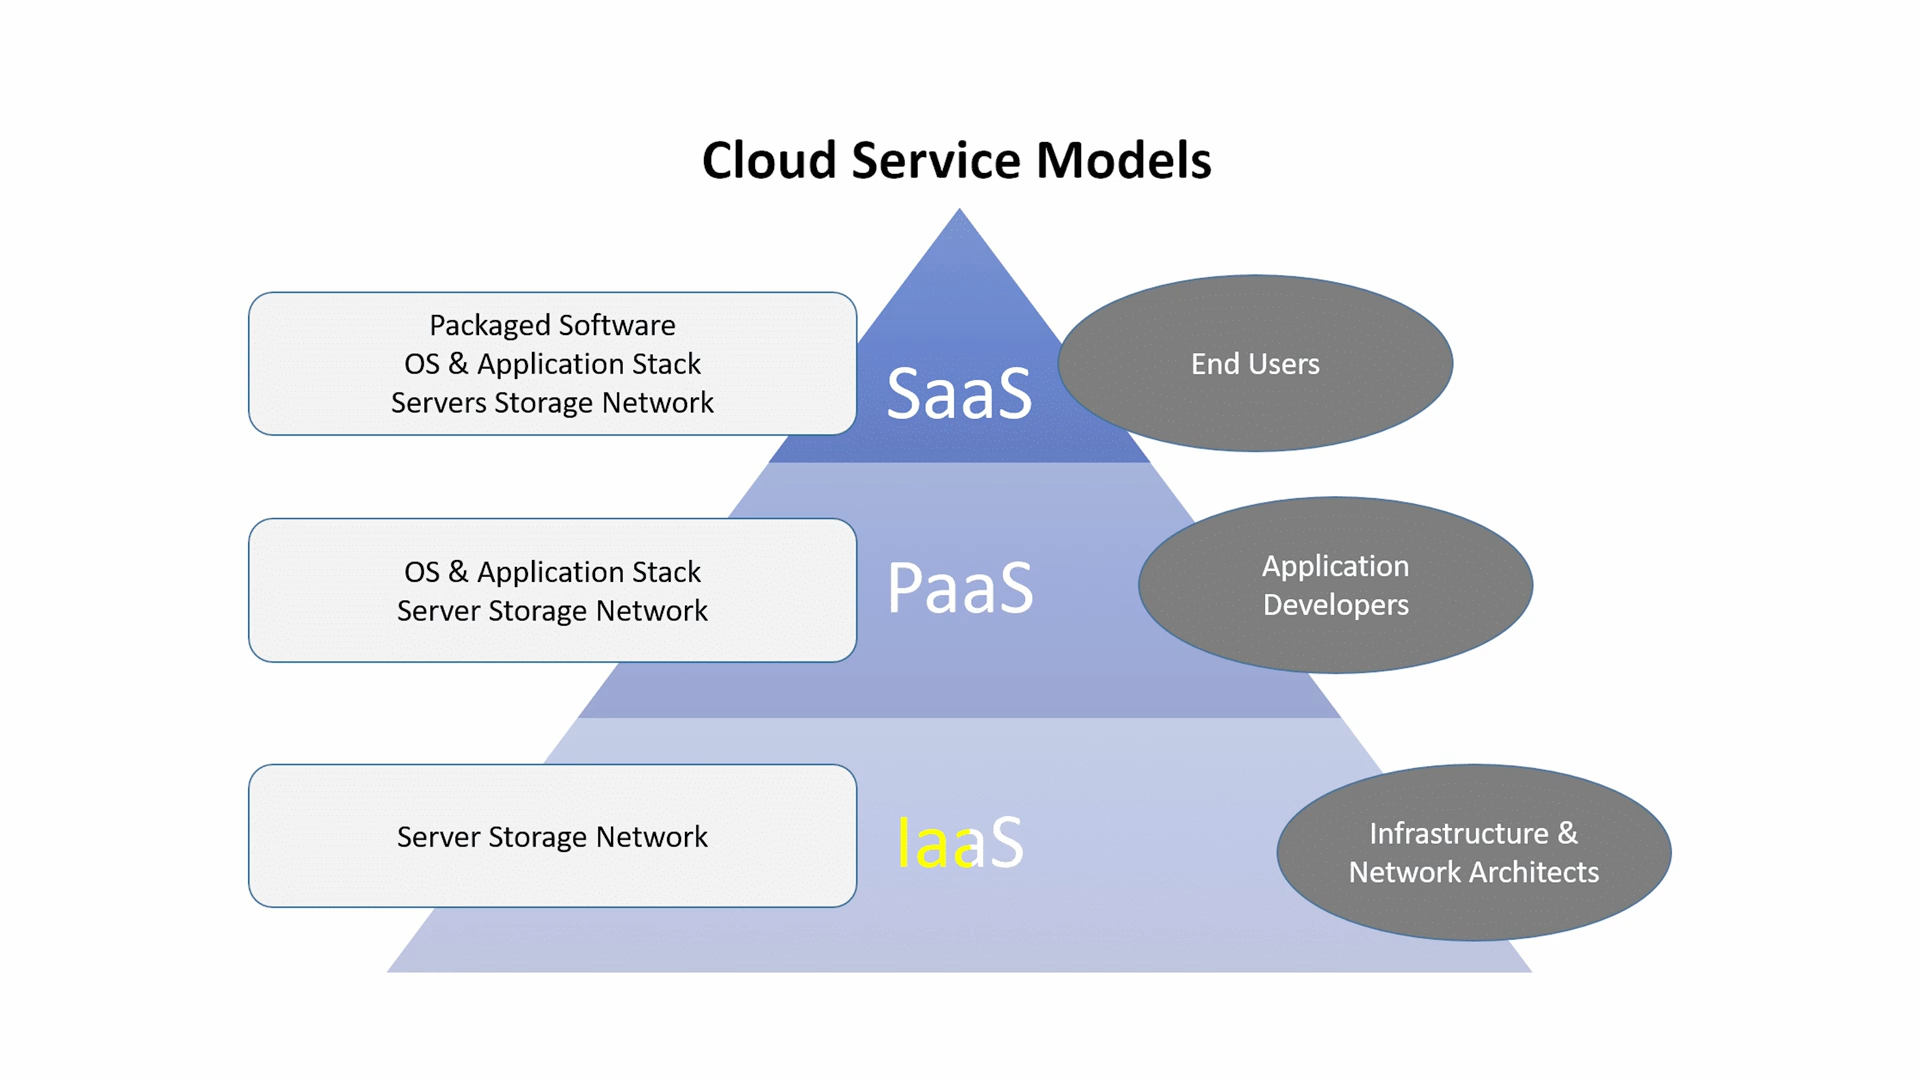 Cloud Service Models
Packaged Software
OS & Application Stack
Servers Storage Network
SaaS
End Users
OS & Application Stack
Server Storage Network
PaaS
Application
Developers
Server Storage Network
IaaS
Infrastructure &
Network Architects